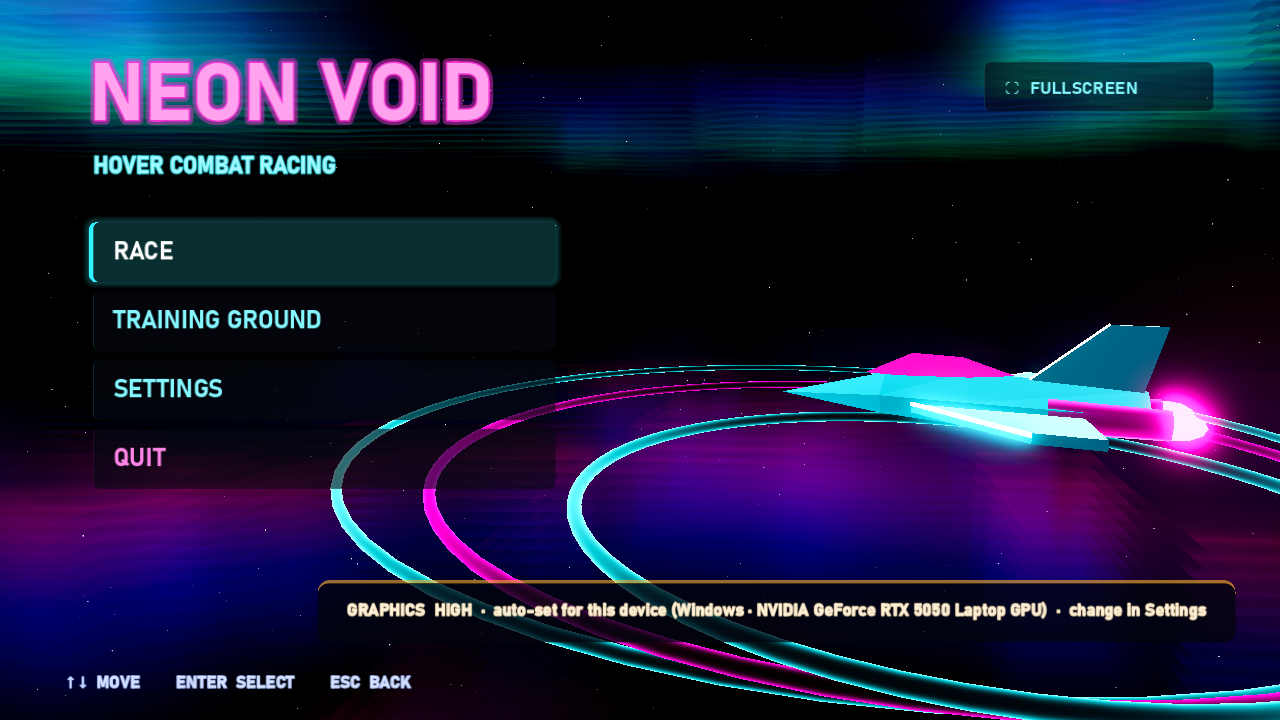 NEON VOID
FULLSCREEN
HOVER COMBAT RACING
RACE
TRAINING GROUND
SETTINGS
QUIT
GRAPHICS HIGH · auto-set for this device (Windows · NVIDIA GeForce RTX 5050 Laptop GPU) · change in Settings
↑↓ MOVE ENTER SELECT ESC BACK